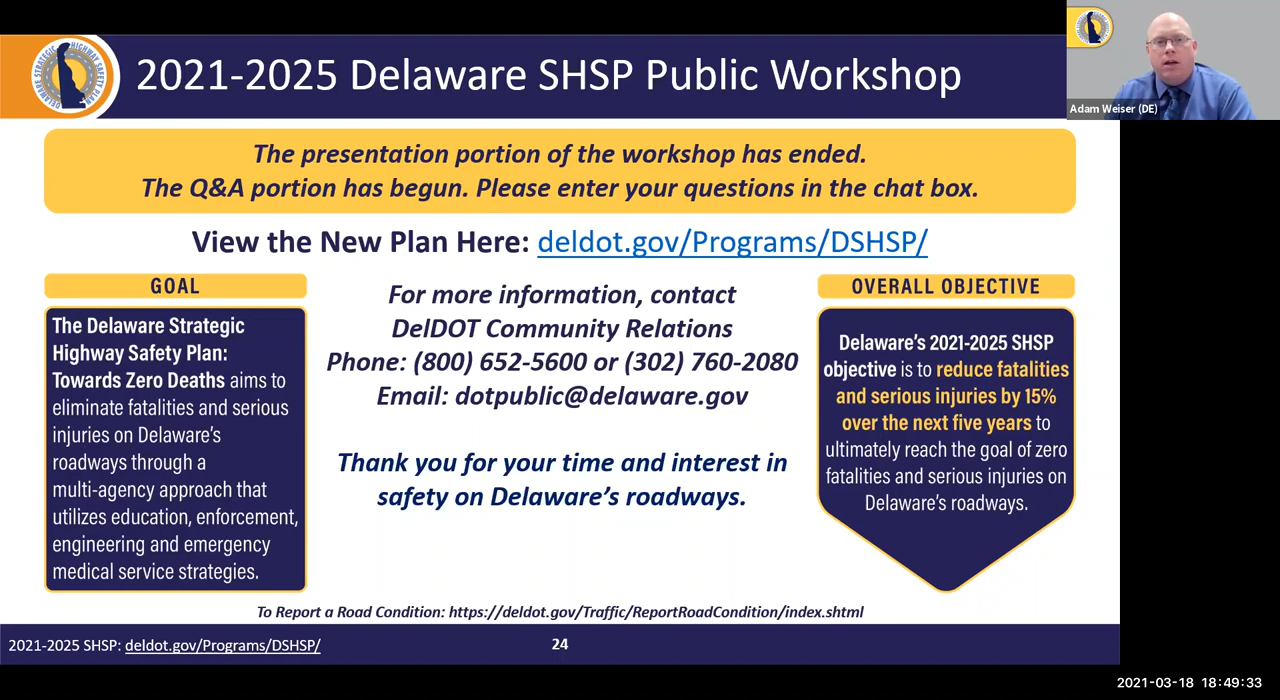 2021-2025 Delaware SHSP Public Workshop
DELAWARE STRATEGIC HIGHWAY SAFETY PLAN
Adam Weiser (DE)
The presentation portion of the workshop has ended.
The Q&A portion has begun. Please enter your questions in the chat box.
View the New Plan Here: deldot.gov/Programs/DSHSP/
GOAL
The Delaware Strategic
Highway Safety Plan:
Towards Zero Deaths aims to
eliminate fatalities and serious
injuries on Delaware's
roadways through a
multi-agency approach that
utilizes education, enforcement,
engineering and emergency
medical service strategies.
For more information, contact
DelDOT Community Relations
Phone: (800) 652-5600 or (302) 760-2080
Email: dotpublic@delaware.gov
Thank you for your time and interest in
safety on Delaware's roadways.
OVERALL OBJECTIVE
Delaware's 2021-2025 SHSP
objective is to reduce fatalities
and serious injuries by 15%
over the next five years to
ultimately reach the goal of zero
fatalities and serious injuries on
Delaware's roadways.
To Report a Road Condition: https://deldot.gov/Traffic/ReportRoadCondition/index.shtml
2021-2025 SHSP: deldot.gov/Programs/DSHSP/
24
2021-03-18 18:49:33